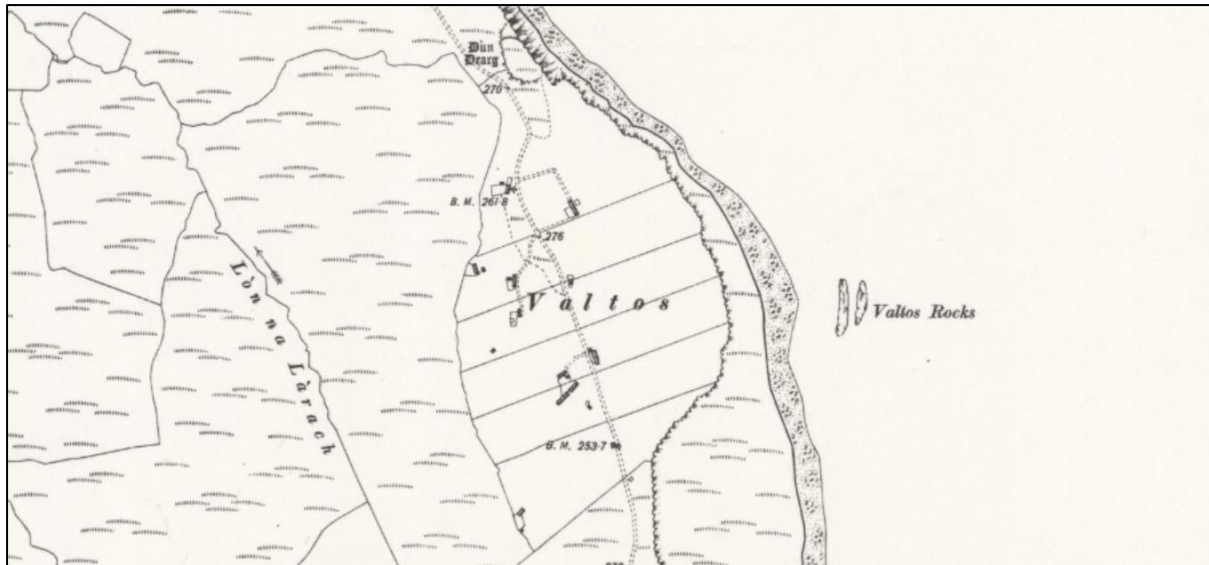 Dùn
Dearg
270
B. M. 261·8
276
Lòn na Làrach
Valtos
Valtos Rocks
B. M. 253·7